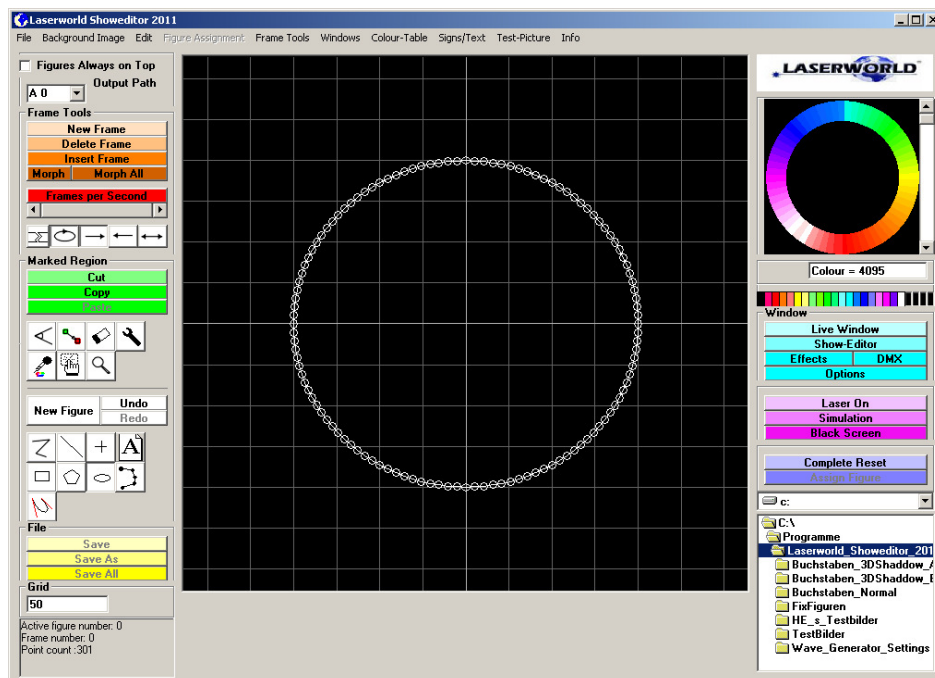 Laserworld Showeditor 2011
File Background Image Edit Figure Assignment Frame Tools Windows Colour-Table Signs/Text Test-Picture Info
Figures Always on Top
A 0 Output Path
Frame Tools
New Frame
Delete Frame
Insert Frame
Morph Morph All
Frames per Second
Marked Region
Cut
Copy
Paste
New Figure Undo
Redo
A
File
Save
Save As
Save All
Grid
50
Active figure number: 0
Frame number: 0
Point count :301
LASERWORLD
Colour = 4095
Window
Live Window
Show-Editor
Effects DMX
Options
Laser On
Simulation
Black Screen
Complete Reset
Assign Figure
c:
C:\
Programme
Laserworld_Showeditor_201
Buchstaben_3DShaddow_A
Buchstaben_3DShaddow_E
Buchstaben_Normal
FixFiguren
HE_s_Testbilder
TestBilder
Wave_Generator_Settings